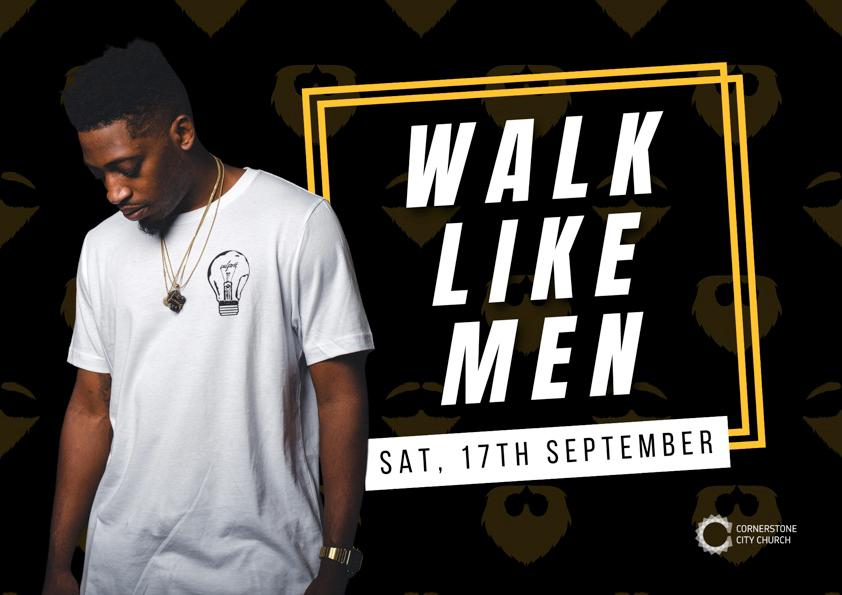 WALK
LIKE
MEN
SAT, 17TH SEPTEMBER
CORNERSTONE
CITY CHURCH